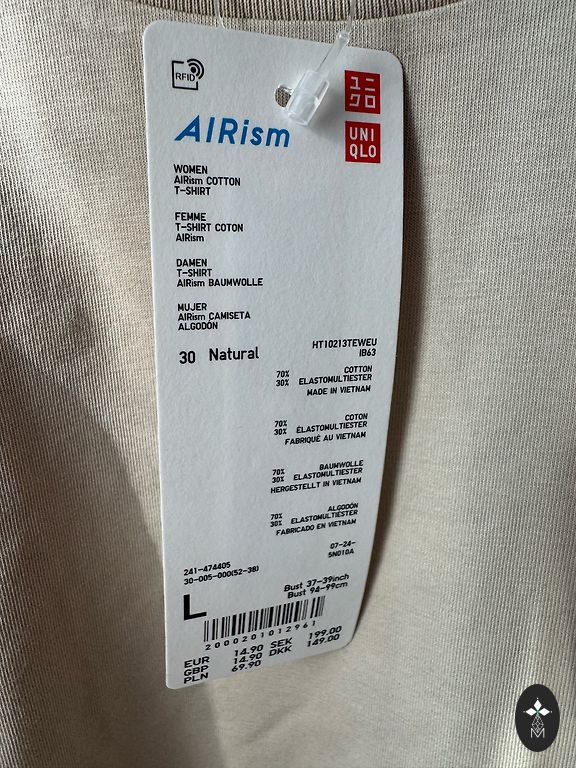 RFID
ユニ
クロ
AIRism
UNI
QLO
WOMEN
AIRism COTTON
T-SHIRT
FEMME
T-SHIRT COTON
AIRism
DAMEN
T-SHIRT
AIRism BAUMWOLLE
MUJER
AIRism CAMISETA
ALGODÓN
30 Natural
HT10213TEWEU
IB63
70% COTTON
30% ELASTOMULTIESTER
MADE IN VIETNAM
70% COTON
30% ÉLASTOMULTIESTER
FABRIQUÉ AU VIETNAM
70% BAUMWOLLE
30% ELASTOMULTIESTER
HERGESTELLT IN VIETNAM
70% ALGODÓN
30% ELASTOMULTIESTER
FABRICADO EN VIETNAM
07-24-
5N010A
241-474405
30-005-000(52-38)
L
Bust 37-39inch
Bust 94-99cm
2000201012961
EUR 14.90 SEK 199.00
GBP 14.90 DKK 149.00
PLN 69.90
M